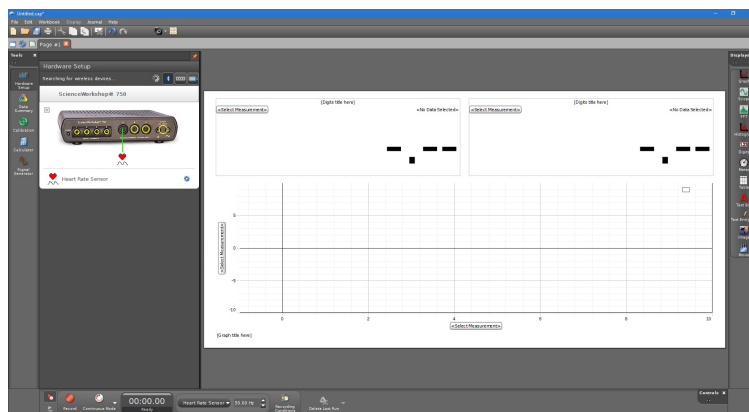 Untitled.cap*
File Edit Workbook Display Journal Help
Page #1
Tools
Displays
Hardware Setup
Hardware Setup
Searching for wireless devices...
ScienceWorkshop® 750
Data Summary
Calibration
Calculator
Signal Generator
Heart Rate Sensor
[Digits title here]
<Select Measurement>
<No Data Selected>
[Digits title here]
<Select Measurement>
<No Data Selected>
5
0
-5
-10
<Select Measurement>
0 2 4 6 8 10
<Select Measurement>
[Graph title here]
FFT
Controls
Record
Continuous Mode
00:00.00
Ready
Heart Rate Sensor
50.00 Hz
Recording Conditions
Delete Last Run